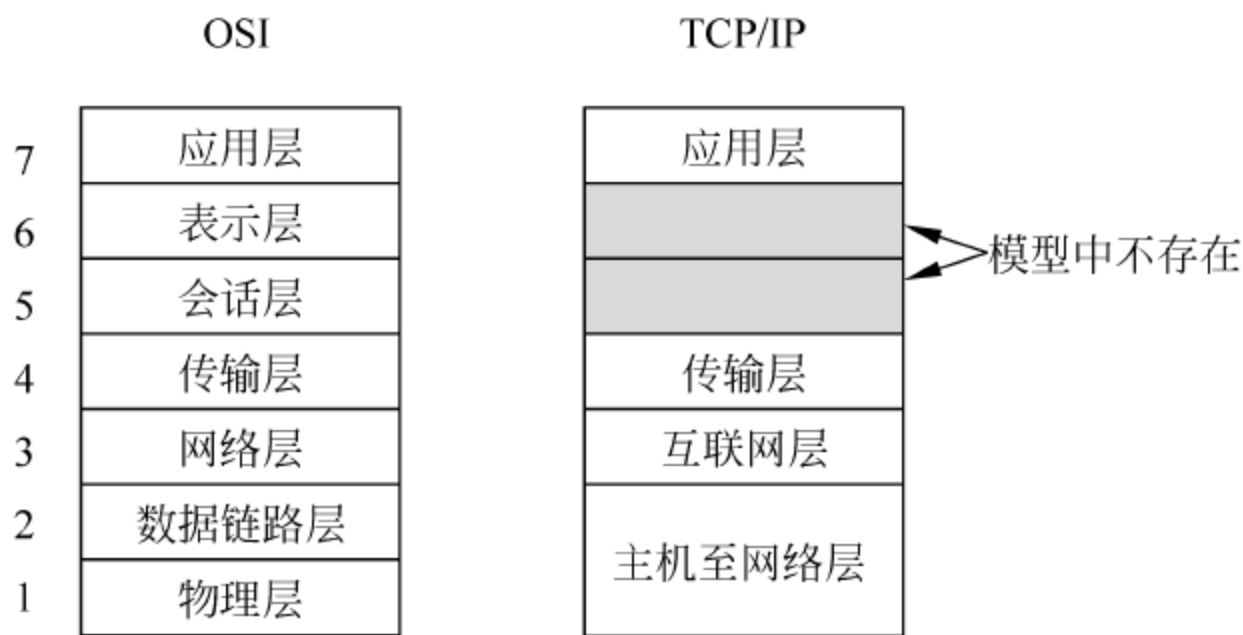 OSI
TCP/IP
7 应用层 应用层
6 表示层
模型中不存在
5 会话层
4 传输层 传输层
3 网络层 互联网层
2 数据链路层
主机至网络层
1 物理层